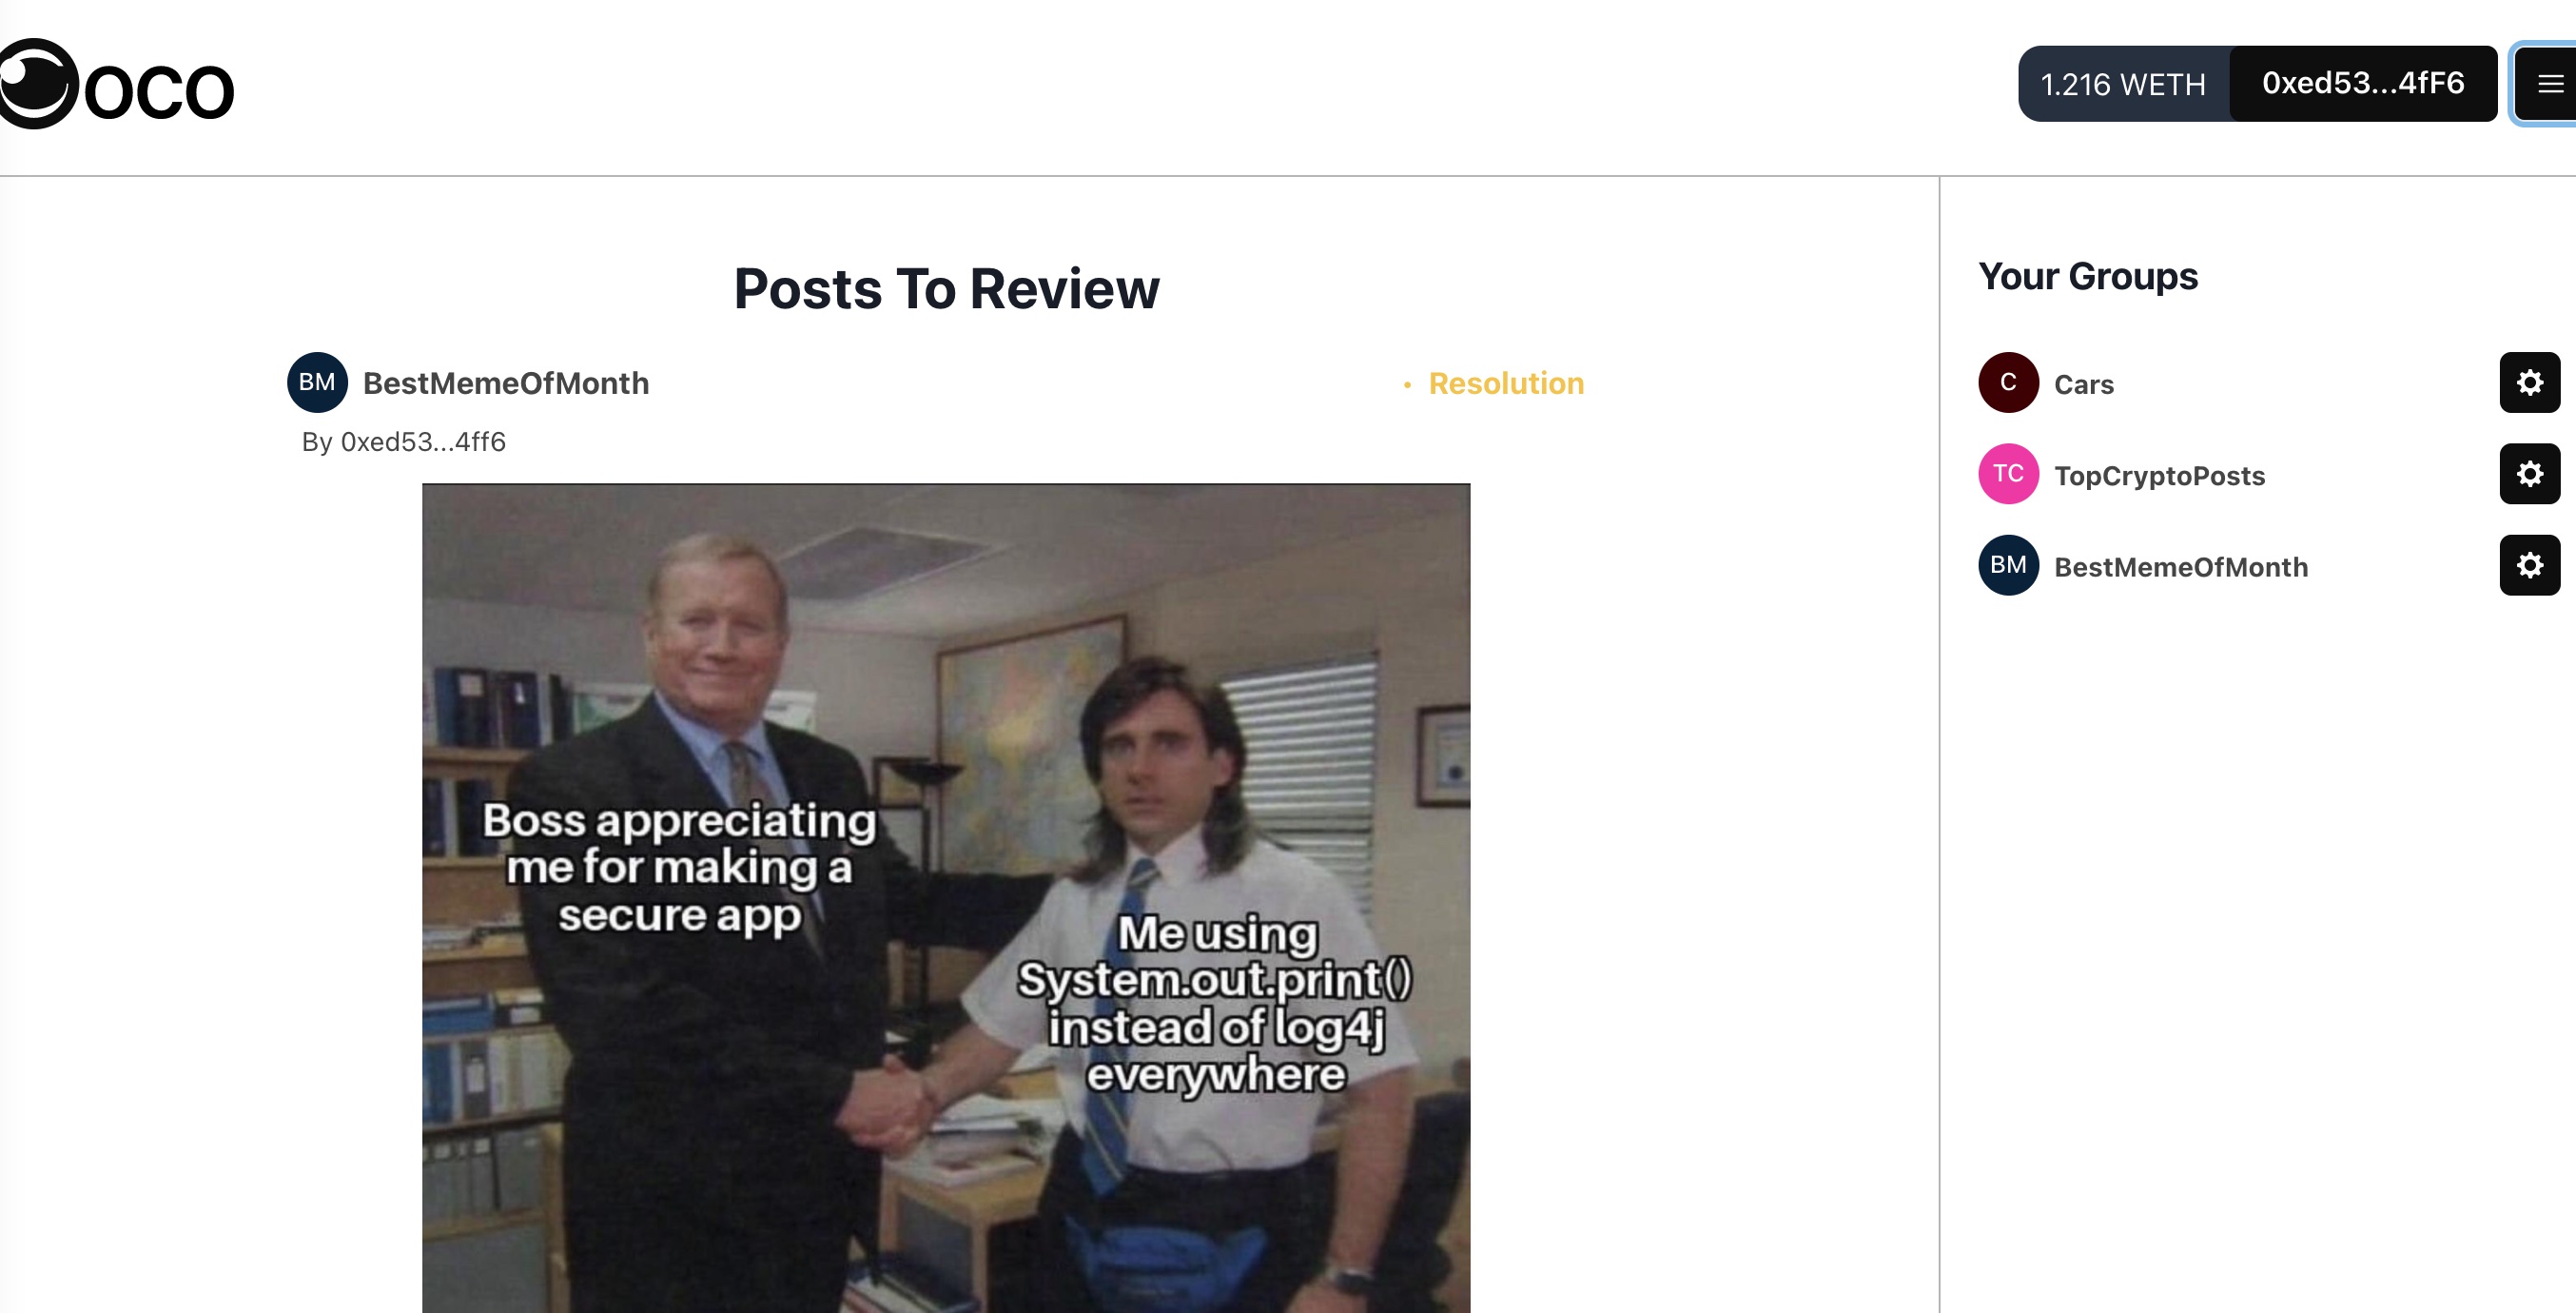 oco
1.216 WETH
0xed53...4fF6
Posts To Review
BM BestMemeOfMonth
• Resolution
By 0xed53...4ff6
Boss appreciating
me for making a
secure app
Me using
System.out.print()
instead of log4j
everywhere
Your Groups
C Cars
TC TopCryptoPosts
BM BestMemeOfMonth